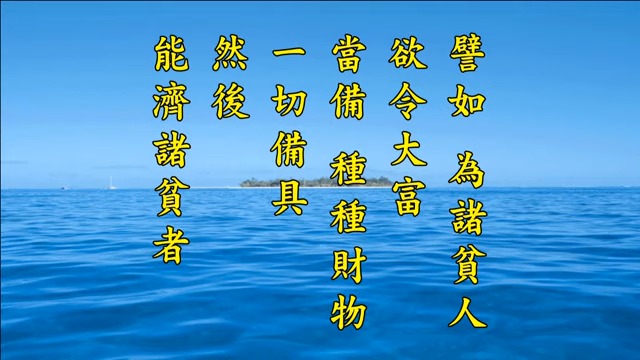 譬如 為諸貧人
欲令大富
當備 種種財物
一切備具
然後
能濟諸貧者